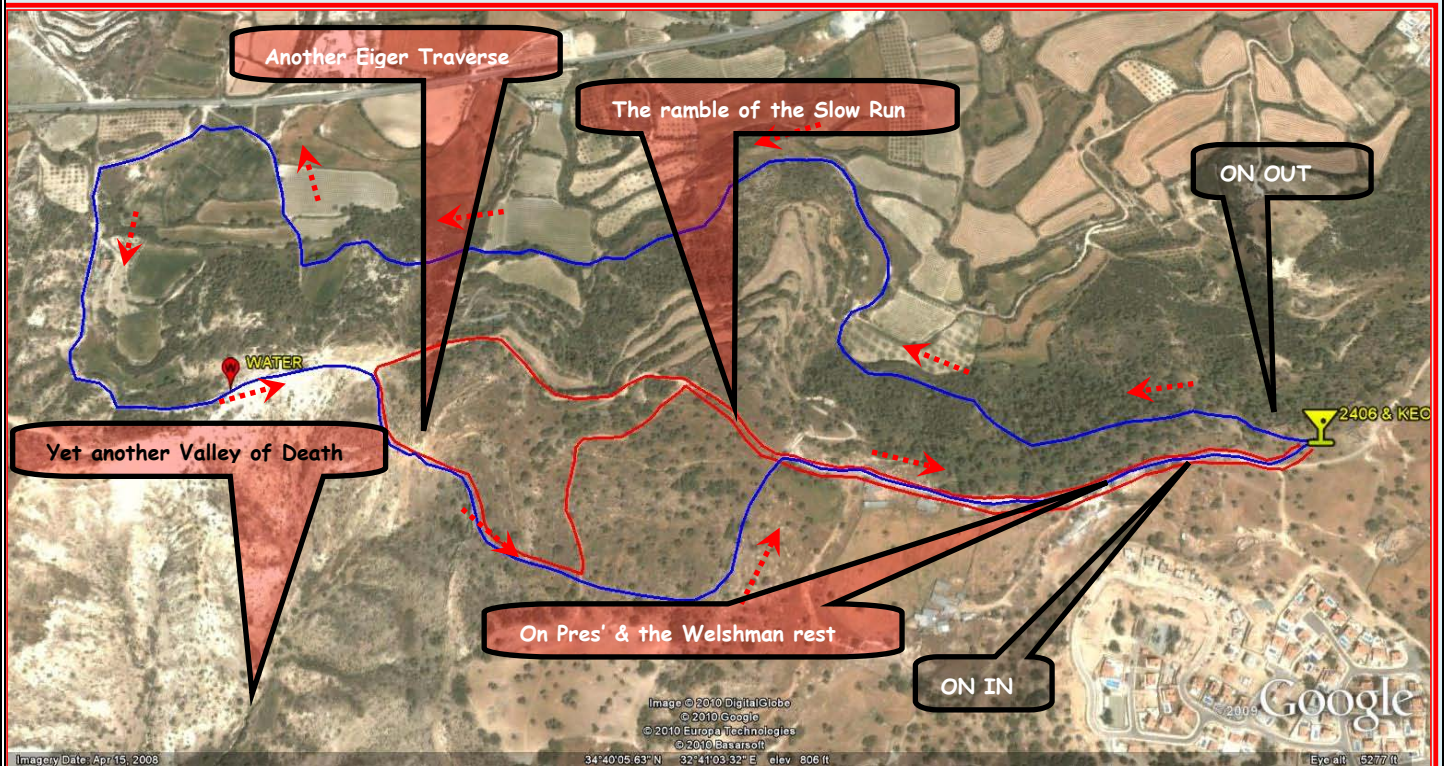 Another Eiger Traverse
The ramble of the Slow Run
ON OUT
WATER
W
2406 & KEO
Yet another Valley of Death
On Pres' & the Welshman rest
ON IN
Image © 2010 DigitalGlobe
© 2010 Google
© 2010 Europa Technologies
© 2010 Basarsoft
©2009 Google
Imagery Date: Apr 15, 2008
34°40'05.63" N 32°41'03.32" E elev 806 ft
Eye alt 5277 ft